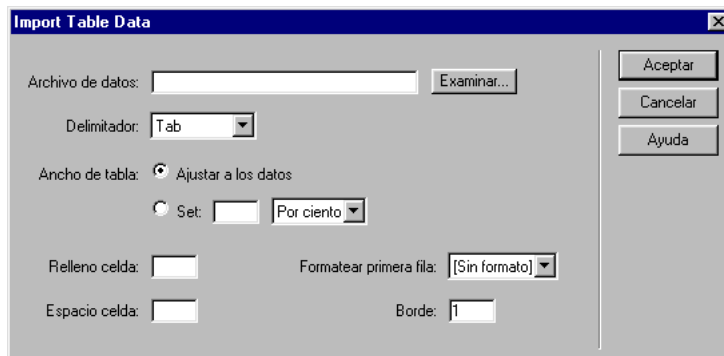 Import Table Data
Archivo de datos: Examinar...
Delimitador: Tab
Ancho de tabla: Ajustar a los datos
Set: Por ciento
Relleno celda: Formatear primera fila: [Sin formato]
Espacio celda: Borde: 1
Aceptar
Cancelar
Ayuda